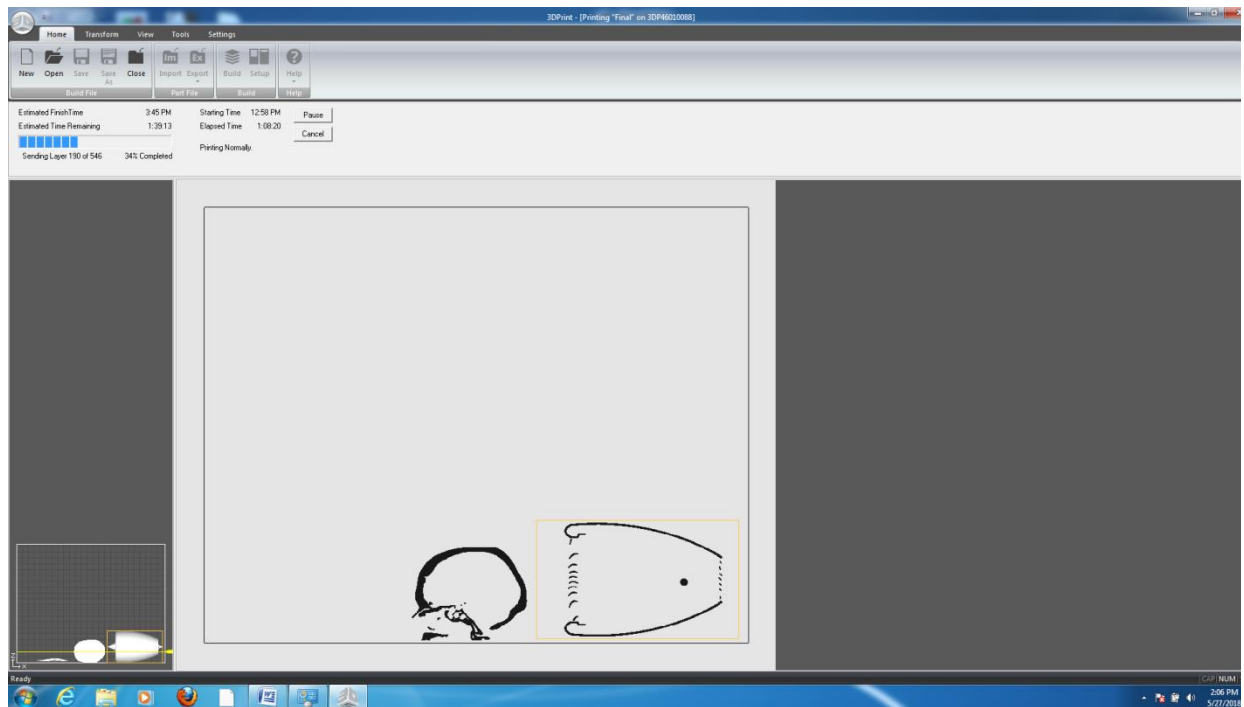 3DPrint - [Printing "Final" on 3DP46010088]
Home Transform View Tools Settings
New Open Save Save As Close Import Export Build Setup Help
Build File Part File Build Help
Estimated FinishTime 3:45 PM Starting Time 12:58 PM Pause
Estimated Time Remaining 1:39:13 Elapsed Time 1:08:20 Cancel
Printing Normally.
Sending Layer 190 of 546 34% Completed
Z
X
Ready CAP NUM
2:06 PM
5/27/2018